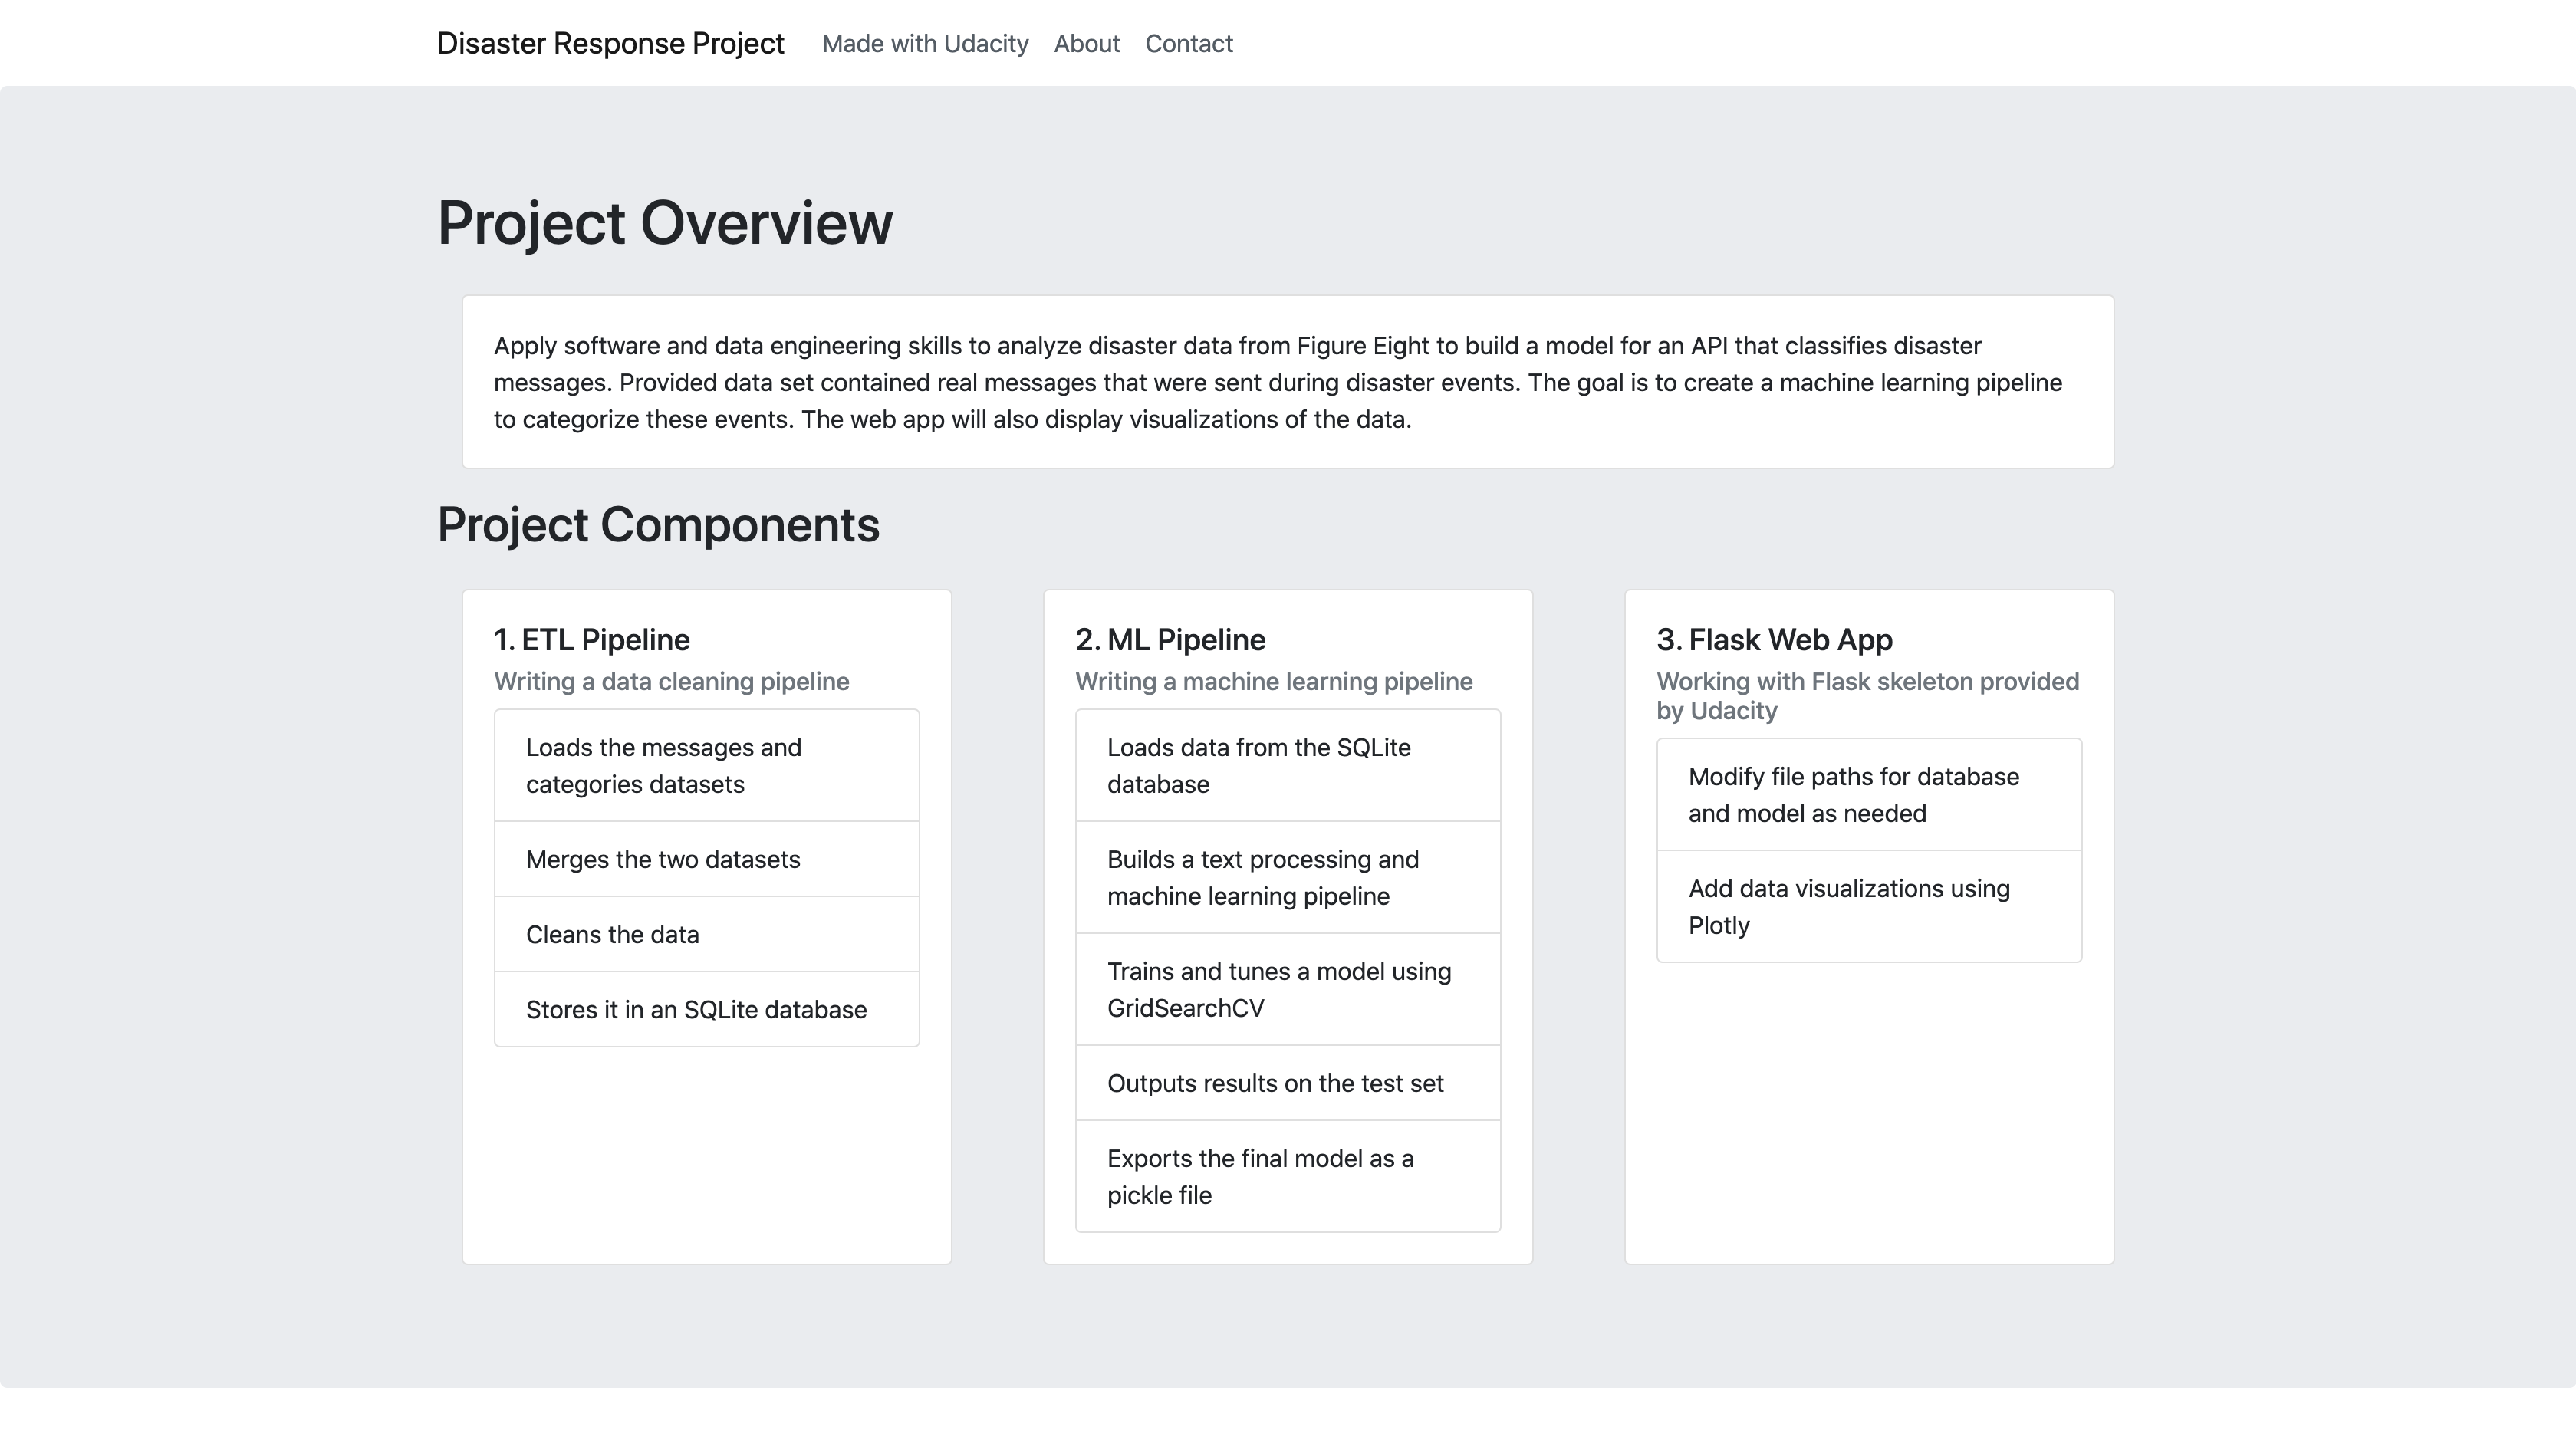 Disaster Response Project Made with Udacity About Contact
Project Overview
Apply software and data engineering skills to analyze disaster data from Figure Eight to build a model for an API that classifies disaster
messages. Provided data set contained real messages that were sent during disaster events. The goal is to create a machine learning pipeline
to categorize these events. The web app will also display visualizations of the data.
Project Components
1. ETL Pipeline
Writing a data cleaning pipeline
Loads the messages and
categories datasets
Merges the two datasets
Cleans the data
Stores it in an SQLite database
2. ML Pipeline
Writing a machine learning pipeline
Loads data from the SQLite
database
Builds a text processing and
machine learning pipeline
Trains and tunes a model using
GridSearchCV
Outputs results on the test set
Exports the final model as a
pickle file
3. Flask Web App
Working with Flask skeleton provided
by Udacity
Modify file paths for database
and model as needed
Add data visualizations using
Plotly